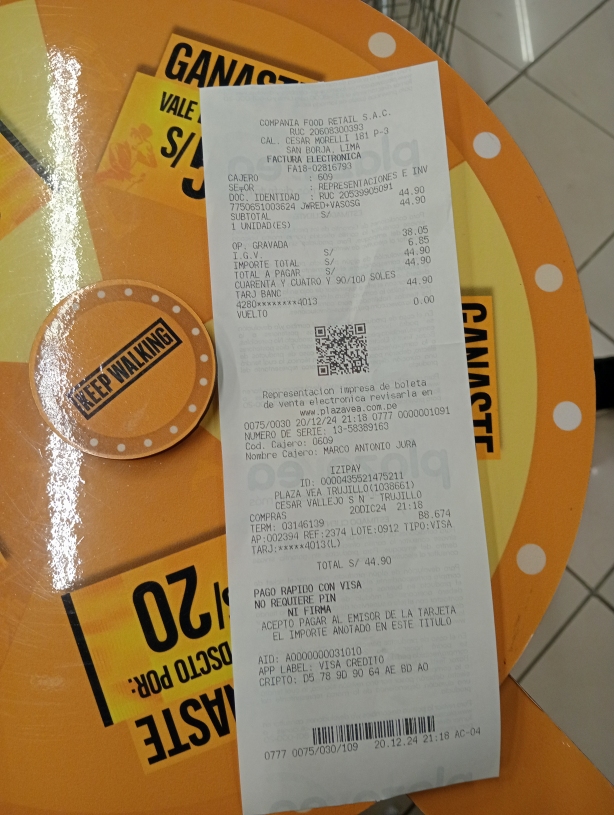 GANASTE
VALE
S/
COMPANIA FOOD RETAIL S.A.C.
RUC 20608300393
CAL. CESAR MORELLI 181 P-3
SAN BORJA, LIMA
FACTURA ELECTRONICA
FA18-02816793
CAJERO : 609
SEÑOR : REPRESENTACIONES E INV
DOC. IDENTIDAD : RUC 20539905091
7750651003624 JWRED+VASOSG 44.90
SUBTOTAL S/ 44.90
1 UNIDAD(ES)
OP. GRAVADA 38.05
I.G.V. S/ 6.85
IMPORTE TOTAL S/ 44.90
TOTAL A PAGAR S/ 44.90
CUARENTA Y CUATRO Y 90/100 SOLES
TARJ BANC 44.90
4280********4013
VUELTO 0.00
KEEP WALKING
GANASTE
Representacion impresa de boleta
de venta electronica revisarla en
www.plazavea.com.pe
0075/0030 20/12/24 21:18 0777 0000001091
NUMERO DE SERIE: 13-58389163
Cod. Cajero: 0609
Nombre Cajero: MARCO ANTONIO JURA
IZIPAY
ID: 0000435521475211
PLAZA VEA TRUJILLO(1038661)
CESAR VALLEJO S N - TRUJILLO
COMPRAS 20DIC24 21:18
TERM: 03146139 B8.674
AP:002394 REF:2374 LOTE:0912 TIPO:VISA
TARJ:*****4013(L)
TOTAL S/ 44.90
PAGO RAPIDO CON VISA
NO REQUIERE PIN
NI FIRMA
ACEPTO PAGAR AL EMISOR DE LA TARJETA
EL IMPORTE ANOTADO EN ESTE TITULO
AID: A0000000031010
APP LABEL: VISA CREDITO
CRIPTO: D5 78 9D 90 64 AE BD A0
0777 0075/030/109 20.12.24 21:18 AC-04
GANASTE
DSCTO POR:
S/20